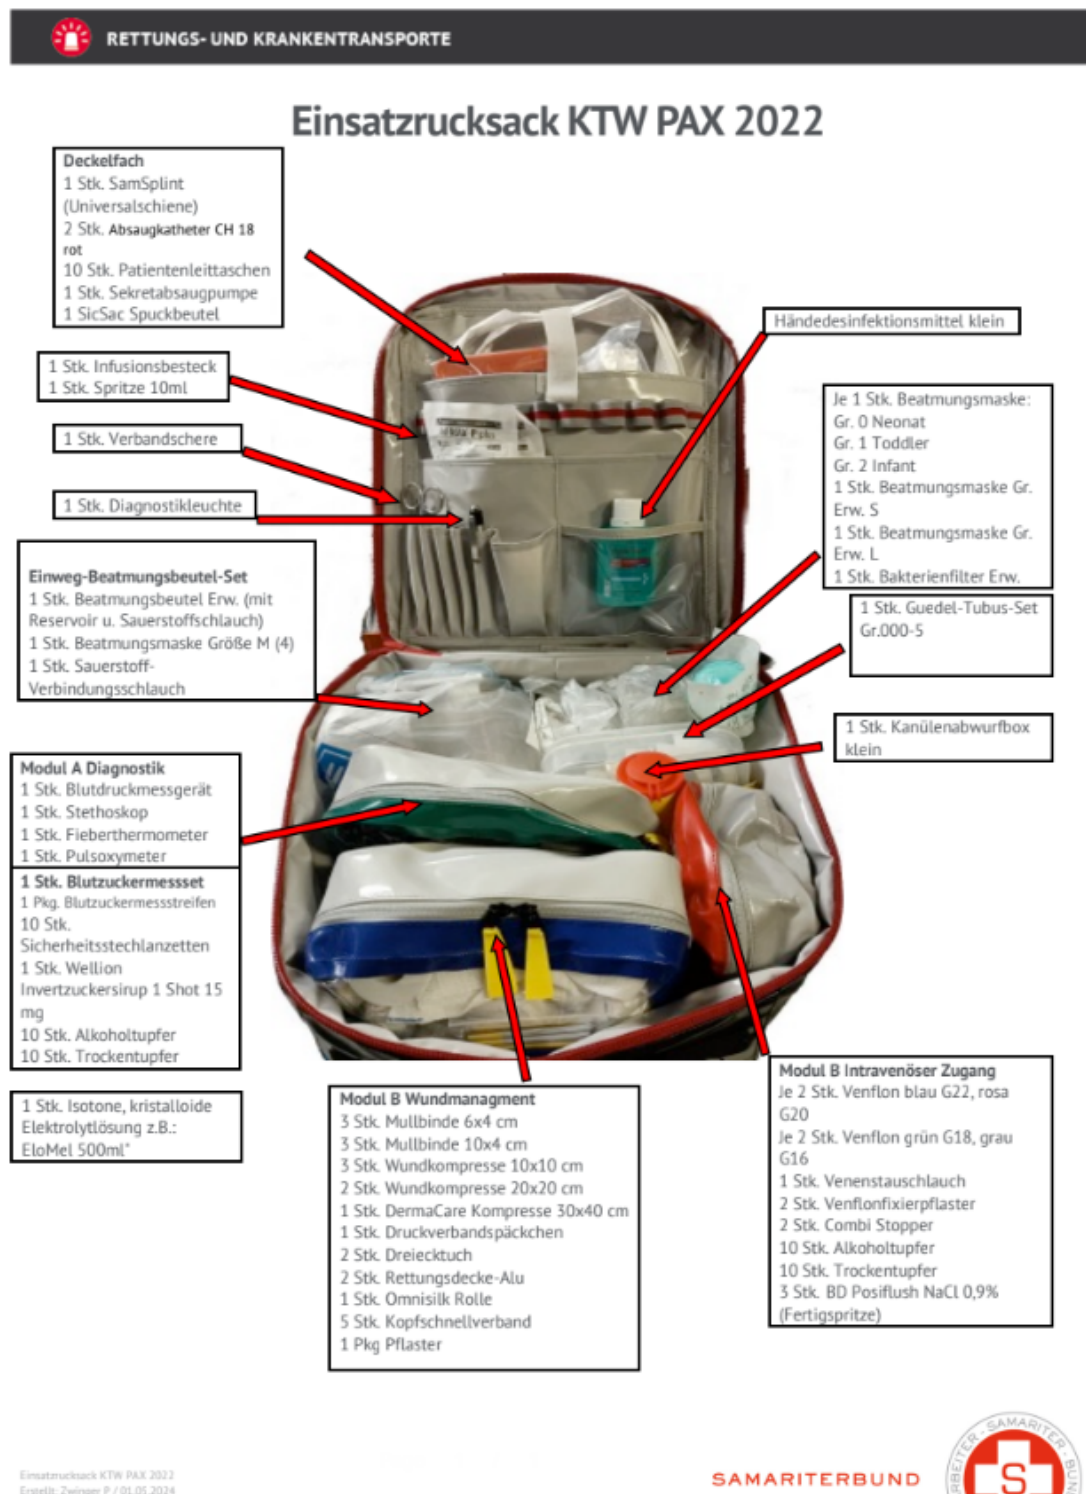 RETTUNGS- UND KRANKENTRANSPORTE
Einsatzrucksack KTW PAX 2022
Deckelfach
1 Stk. SamSplint
(Universalschiene)
2 Stk. Absaugkatheter CH 18
rot
10 Stk. Patientenleittaschen
1 Stk. Sekretabsaugpumpe
1 SicSac Spuckbeutel
1 Stk. Infusionsbesteck
1 Stk. Spritze 10ml
1 Stk. Verbandschere
1 Stk. Diagnostikleuchte
Einweg-Beatmungsbeutel-Set
1 Stk. Beatmungsbeutel Erw. (mit
Reservoir u. Sauerstoffschlauch)
1 Stk. Beatmungsmaske Größe M (4)
1 Stk. Sauerstoff-
Verbindungsschlauch
Modul A Diagnostik
1 Stk. Blutdruckmessgerät
1 Stk. Stethoskop
1 Stk. Fieberthermometer
1 Stk. Pulsoxymeter
1 Stk. Blutzuckermessset
1 Pkg. Blutzuckermessstreifen
10 Stk.
Sicherheitsstechlanzetten
1 Stk. Wellion
Invertzuckersirup 1 Shot 15
mg
10 Stk. Alkoholtupfer
10 Stk. Trockentupfer
1 Stk. Isotone, kristalloide
Elektrolytlösung z.B.:
EloMel 500ml"
Händedesinfektionsmittel klein
Je 1 Stk. Beatmungsmaske:
Gr. 0 Neonat
Gr. 1 Toddler
Gr. 2 Infant
1 Stk. Beatmungsmaske Gr.
Erw. S
1 Stk. Beatmungsmaske Gr.
Erw. L
1 Stk. Bakterienfilter Erw.
1 Stk. Guedel-Tubus-Set
Gr.000-5
1 Stk. Kanülenabwurfbox
klein
Modul B Wundmanagment
3 Stk. Mullbinde 6x4 cm
3 Stk. Mullbinde 10x4 cm
3 Stk. Wundkompresse 10x10 cm
2 Stk. Wundkompresse 20x20 cm
1 Stk. DermaCare Kompresse 30x40 cm
1 Stk. Druckverbandspäckchen
2 Stk. Dreiecktuch
2 Stk. Rettungsdecke-Alu
1 Stk. Omnisilk Rolle
5 Stk. Kopfschnellverband
1 Pkg Pflaster
Modul B Intravenöser Zugang
Je 2 Stk. Venflon blau G22, rosa
G20
Je 2 Stk. Venflon grün G18, grau
G16
1 Stk. Venenstauschlauch
2 Stk. Venflonfixierpflaster
2 Stk. Combi Stopper
10 Stk. Alkoholtupfer
10 Stk. Trockentupfer
3 Stk. BD Posiflush NaCl 0,9%
(Fertigspritze)
Einsatzrucksack KTW PAX 2022
Erstellt: Zwinger P / 01.05.2024
SAMARITERBUND
SAMARITER
S